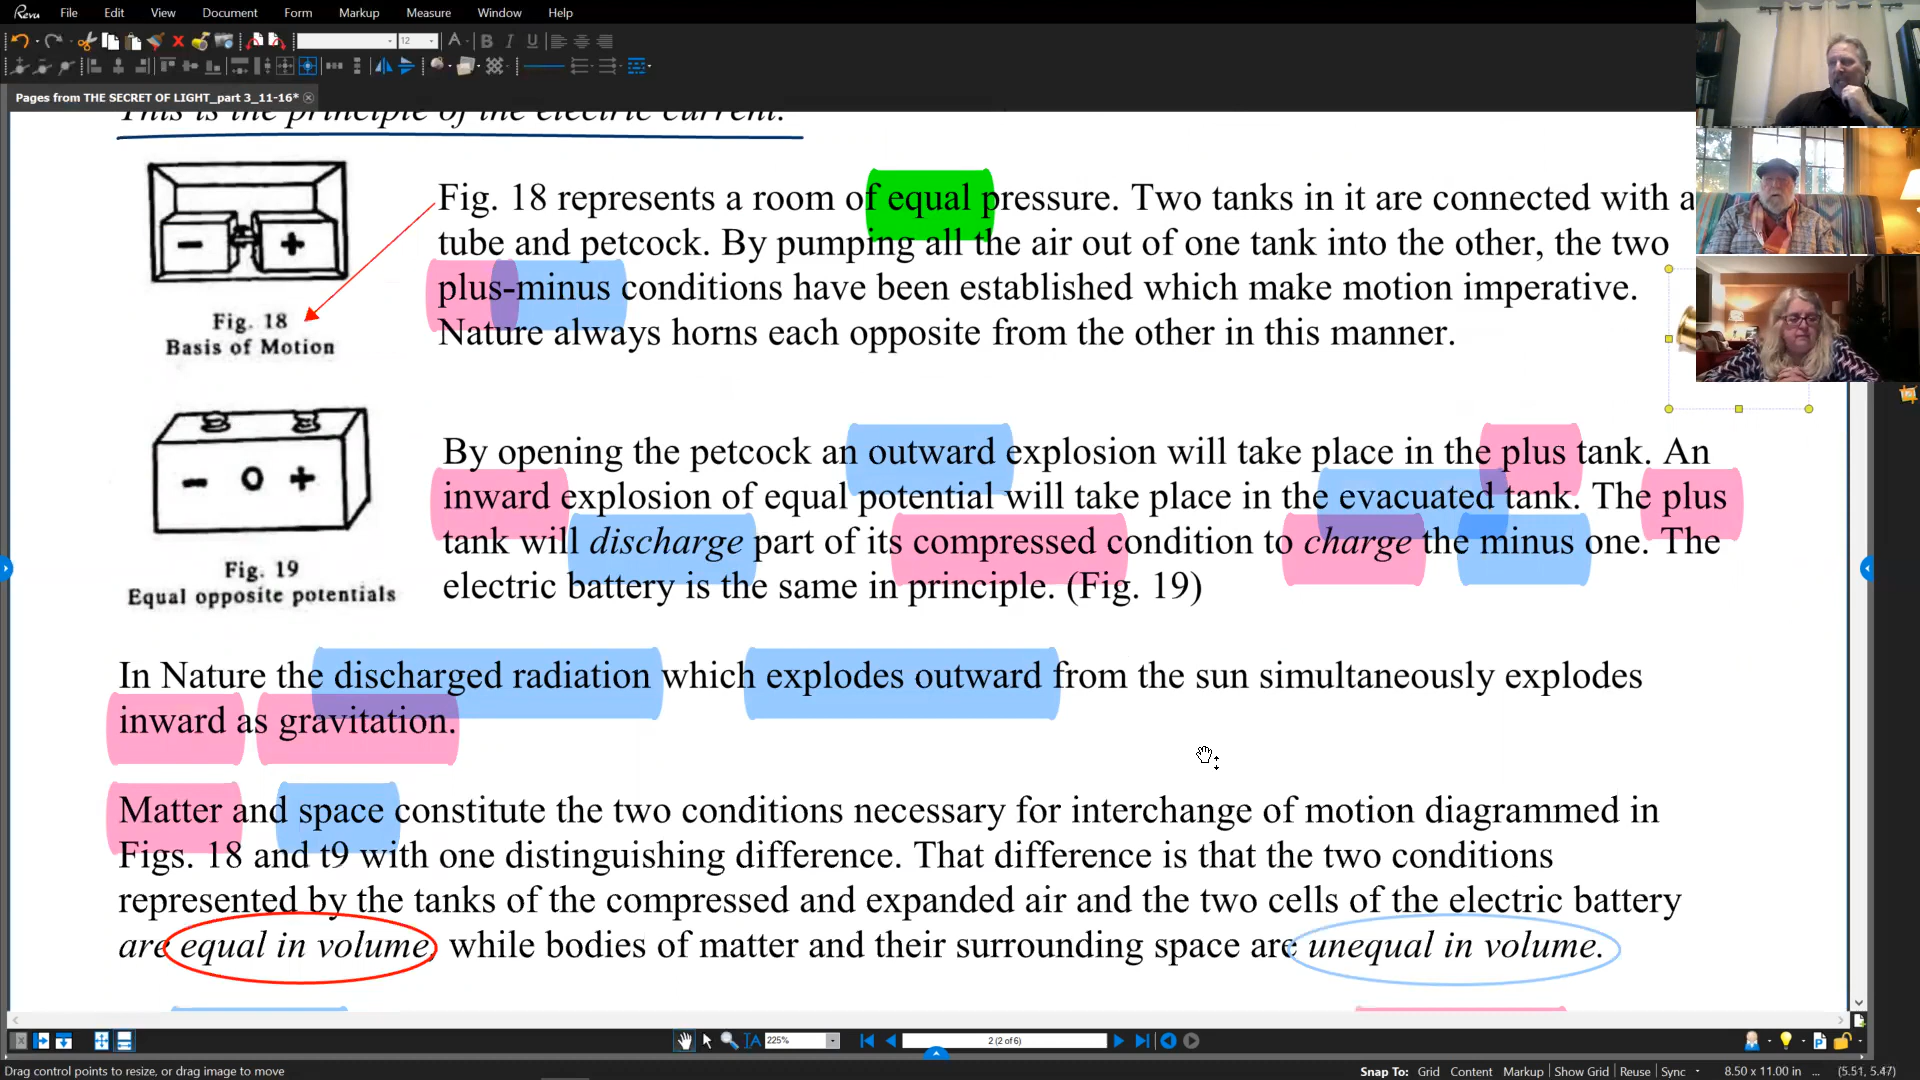 Revu File Edit View Document Form Markup Measure Window Help
12
Pages from THE SECRET OF LIGHT_part 3_11-16*
This is the principle of the electric current.
Fig. 18 represents a room of equal pressure. Two tanks in it are connected with a
tube and petcock. By pumping all the air out of one tank into the other, the two
plus-minus conditions have been established which make motion imperative.
Nature always horns each opposite from the other in this manner.
− +
Fig. 18
Basis of Motion
By opening the petcock an outward explosion will take place in the plus tank. An
inward explosion of equal potential will take place in the evacuated tank. The plus
tank will discharge part of its compressed condition to charge the minus one. The
electric battery is the same in principle. (Fig. 19)
− O +
Fig. 19
Equal opposite potentials
In Nature the discharged radiation which explodes outward from the sun simultaneously explodes
inward as gravitation.
Matter and space constitute the two conditions necessary for interchange of motion diagrammed in
Figs. 18 and t9 with one distinguishing difference. That difference is that the two conditions
represented by the tanks of the compressed and expanded air and the two cells of the electric battery
are equal in volume, while bodies of matter and their surrounding space are unequal in volume.
225%
2 (2 of 6)
Drag control points to resize, or drag image to move
Snap To: Grid Content Markup Show Grid Reuse Sync 8.50 x 11.00 in ... (5.51, 5.47)